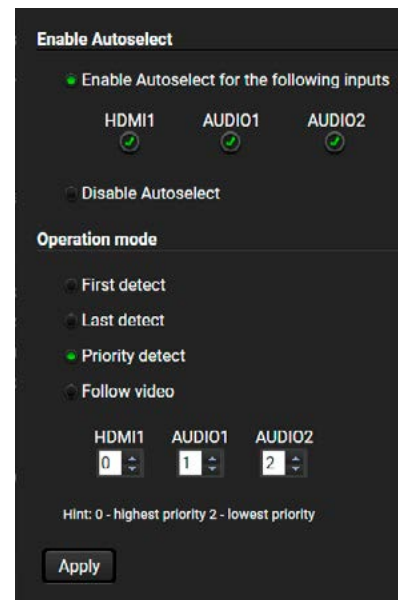 Enable Autoselect
Enable Autoselect for the following inputs
HDMI1 AUDIO1 AUDIO2
Disable Autoselect
Operation mode
First detect
Last detect
Priority detect
Follow video
HDMI1 AUDIO1 AUDIO2
0 1 2
Hint: 0 - highest priority 2 - lowest priority
Apply